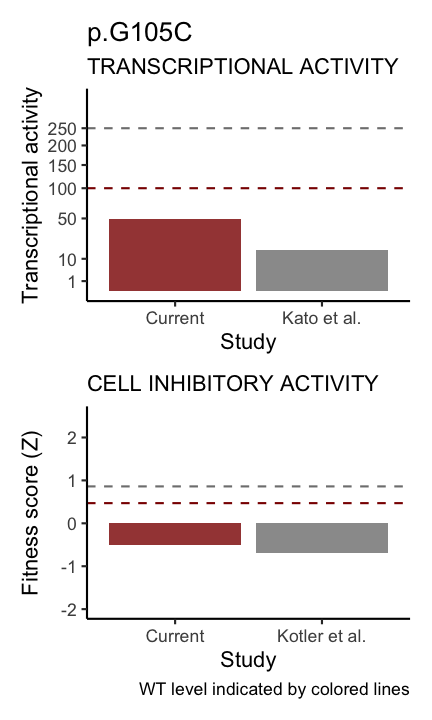 p.G105C
TRANSCRIPTIONAL ACTIVITY
Transcriptional activity
250
200
150
100
50
10
1
Current
Kato et al.
Study
CELL INHIBITORY ACTIVITY
Fitness score (Z)
2
1
0
-1
-2
Current
Kotler et al.
Study
WT level indicated by colored lines